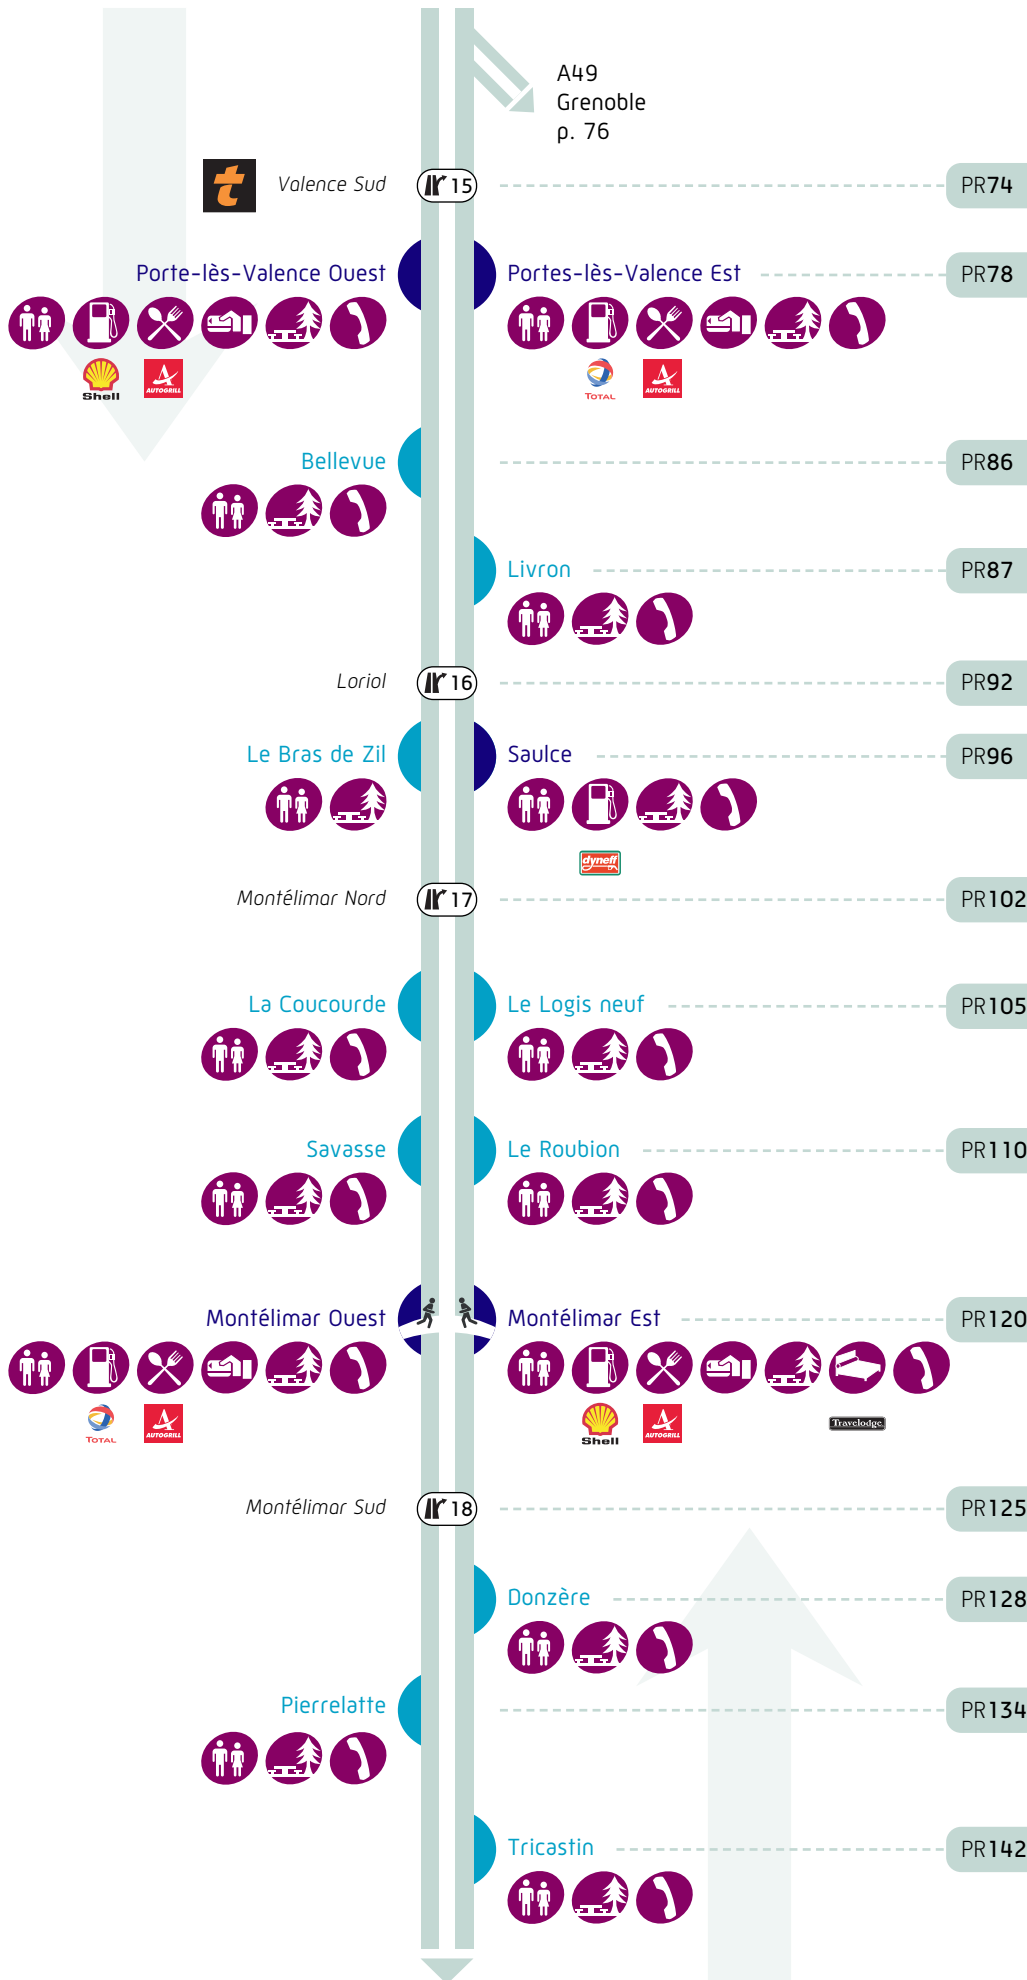 A49
Grenoble
p. 76
t Valence Sud 15 PR74
Porte-lès-Valence Ouest Portes-lès-Valence Est PR78
Shell AUTOGRILL TOTAL AUTOGRILL
Bellevue PR86
Livron PR87
Loriol 16 PR92
Le Bras de Zil Saulce PR96
dyneff
Montélimar Nord 17 PR102
La Coucourde Le Logis neuf PR105
Savasse Le Roubion PR110
Montélimar Ouest Montélimar Est PR120
TOTAL AUTOGRILL Shell AUTOGRILL Travelodge
Montélimar Sud 18 PR125
Donzère PR128
Pierrelatte PR134
Tricastin PR142